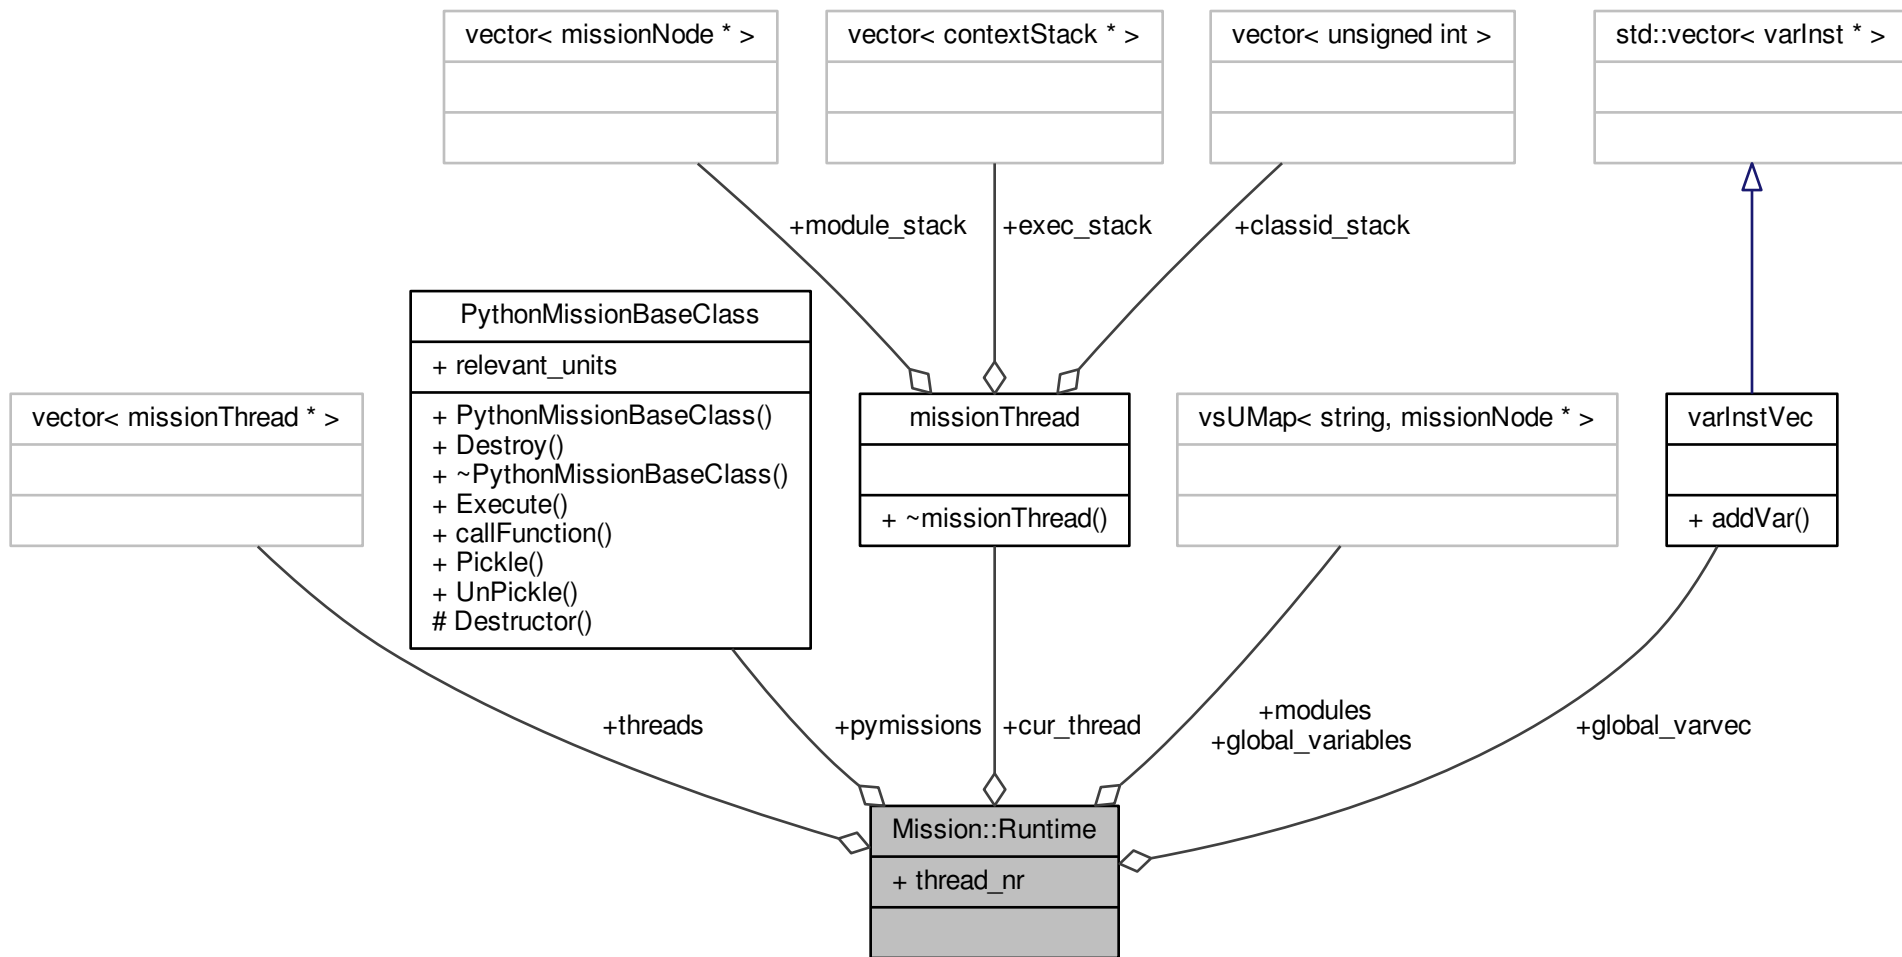 vector< missionNode * >
vector< contextStack * >
vector< unsigned int >
std::vector< varInst * >
+module_stack
+exec_stack
+classid_stack
PythonMissionBaseClass
+ relevant_units
+ PythonMissionBaseClass()
+ Destroy()
+ ~PythonMissionBaseClass()
+ Execute()
+ callFunction()
+ Pickle()
+ UnPickle()
# Destructor()
vector< missionThread * >
missionThread
+ ~missionThread()
vsUMap< string, missionNode * >
varInstVec
+ addVar()
+threads
+pymissions
+cur_thread
+modules
+global_variables
+global_varvec
Mission::Runtime
+ thread_nr